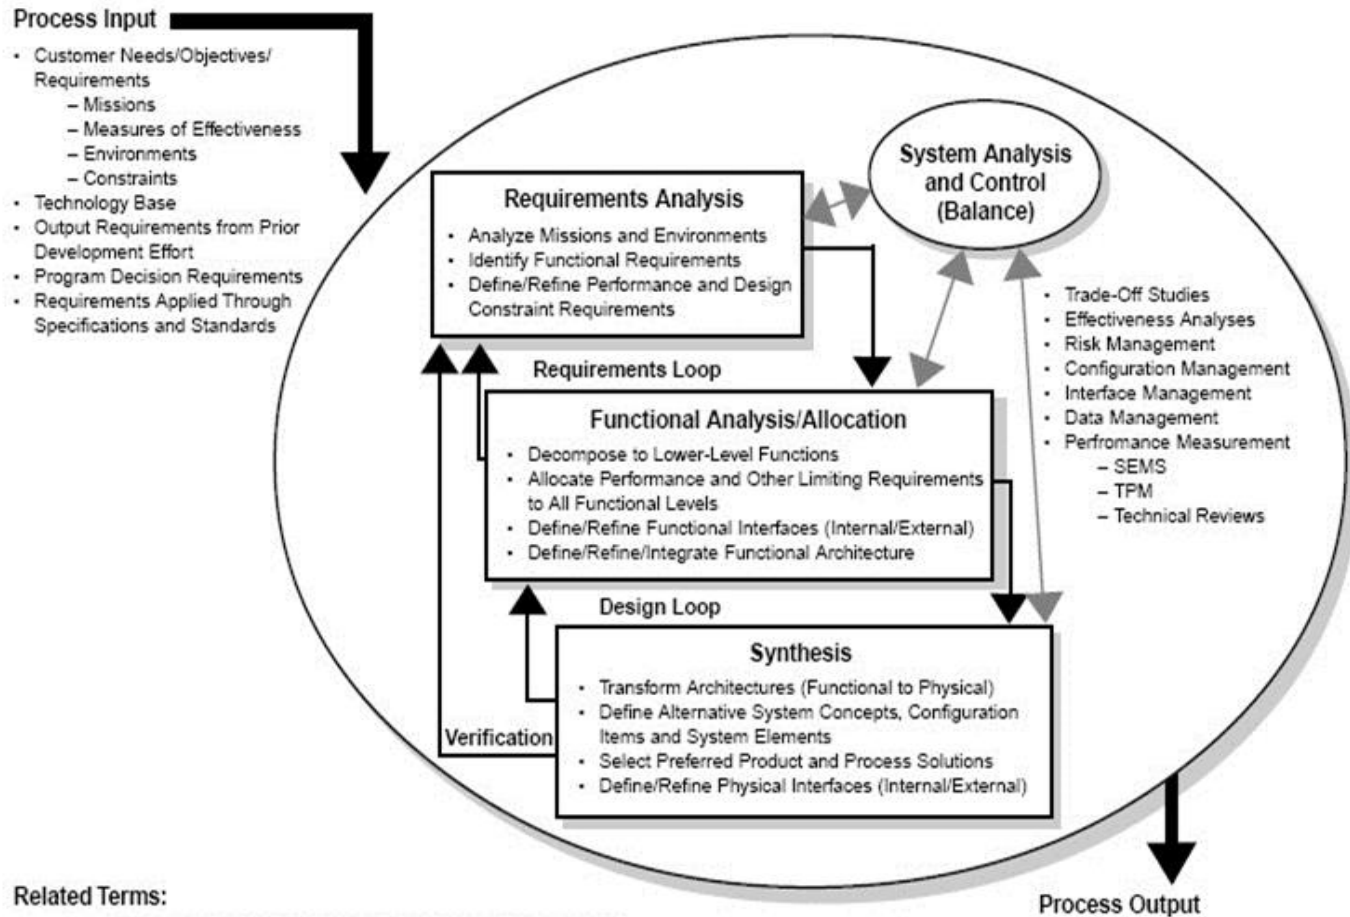 Process Input
• Customer Needs/Objectives/
Requirements
– Missions
– Measures of Effectiveness
– Environments
– Constraints
• Technology Base
• Output Requirements from Prior
Development Effort
• Program Decision Requirements
• Requirements Applied Through
Specifications and Standards
System Analysis
and Control
(Balance)
Requirements Analysis
• Analyze Missions and Environments
• Identify Functional Requirements
• Define/Refine Performance and Design
Constraint Requirements
• Trade-Off Studies
• Effectiveness Analyses
• Risk Management
• Configuration Management
• Interface Management
• Data Management
• Perfromance Measurement
– SEMS
– TPM
– Technical Reviews
Requirements Loop
Functional Analysis/Allocation
• Decompose to Lower-Level Functions
• Allocate Performance and Other Limiting Requirements
to All Functional Levels
• Define/Refine Functional Interfaces (Internal/External)
• Define/Refine/Integrate Functional Architecture
Design Loop
Synthesis
• Transform Architectures (Functional to Physical)
• Define Alternative System Concepts, Configuration
Items and System Elements
• Select Preferred Product and Process Solutions
• Define/Refine Physical Interfaces (Internal/External)
Verification
Related Terms:
Process Output